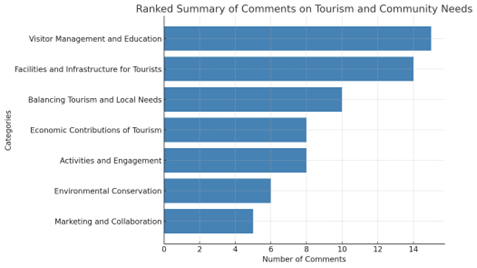 Ranked Summary of Comments on Tourism and Community Needs
Visitor Management and Education
Facilities and Infrastructure for Tourists
Balancing Tourism and Local Needs
Economic Contributions of Tourism
Activities and Engagement
Environmental Conservation
Marketing and Collaboration
Categories
0 2 4 6 8 10 12 14
Number of Comments